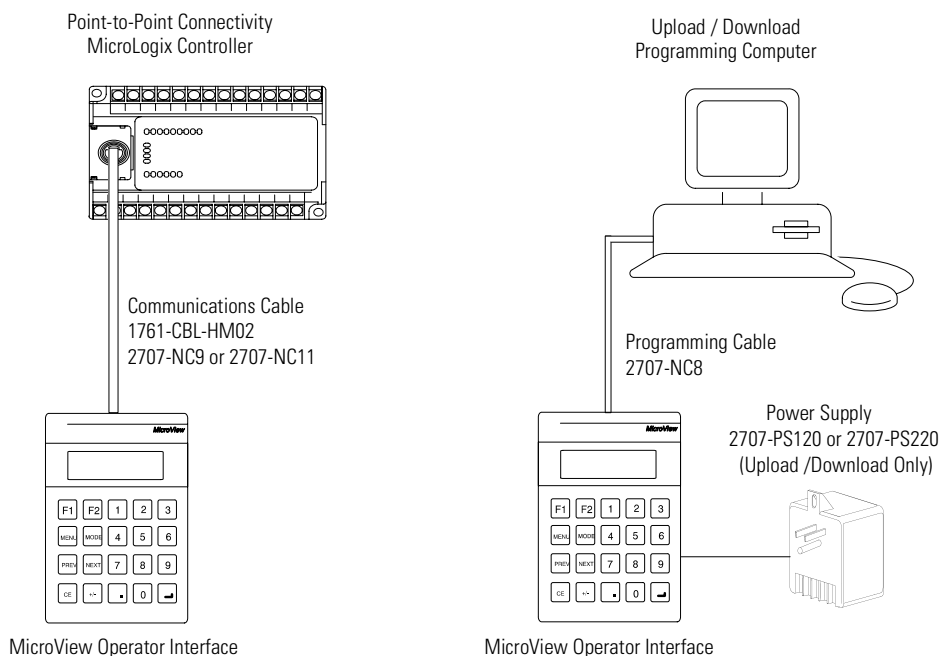 Point-to-Point Connectivity
MicroLogix Controller
Communications Cable
1761-CBL-HM02
2707-NC9 or 2707-NC11
MicroView
F1 F2 1 2 3
MENU MODE 4 5 6
PREV NEXT 7 8 9
CE +/- . 0
MicroView Operator Interface
Upload / Download
Programming Computer
Programming Cable
2707-NC8
Power Supply
2707-PS120 or 2707-PS220
(Upload /Download Only)
MicroView
F1 F2 1 2 3
MENU MODE 4 5 6
PREV NEXT 7 8 9
CE +/- . 0
MicroView Operator Interface